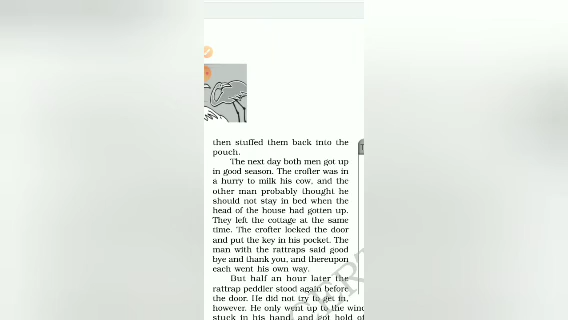 then stuffed them back into the
pouch.
The next day both men got up
in good season. The crofter was in
a hurry to milk his cow, and the
other man probably thought he
should not stay in bed when the
head of the house had gotten up.
They left the cottage at the same
time. The crofter locked the door
and put the key in his pocket. The
man with the rattraps said good
bye and thank you, and thereupon
each went his own way.
But half an hour later the
rattrap peddler stood again before
the door. He did not try to get in,
however. He only went up to the
stuck in his hand, and got hold of